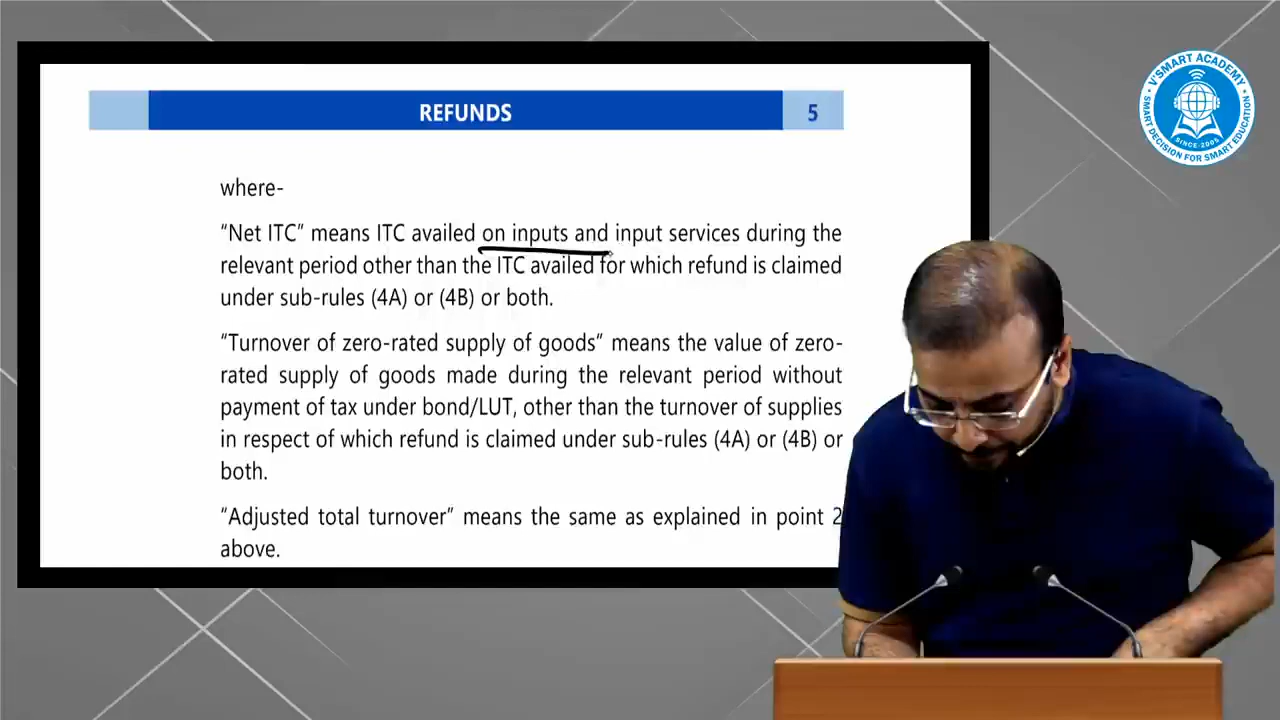 REFUNDS 5
where-
“Net ITC” means ITC availed on inputs and input services during the
relevant period other than the ITC availed for which refund is claimed
under sub-rules (4A) or (4B) or both.
“Turnover of zero-rated supply of goods” means the value of zero-
rated supply of goods made during the relevant period without
payment of tax under bond/LUT, other than the turnover of supplies
in respect of which refund is claimed under sub-rules (4A) or (4B) or
both.
“Adjusted total turnover” means the same as explained in point 2
above.
V'SMART ACADEMY
SINCE-2005
SMART DECISION FOR SMART EDUCATION